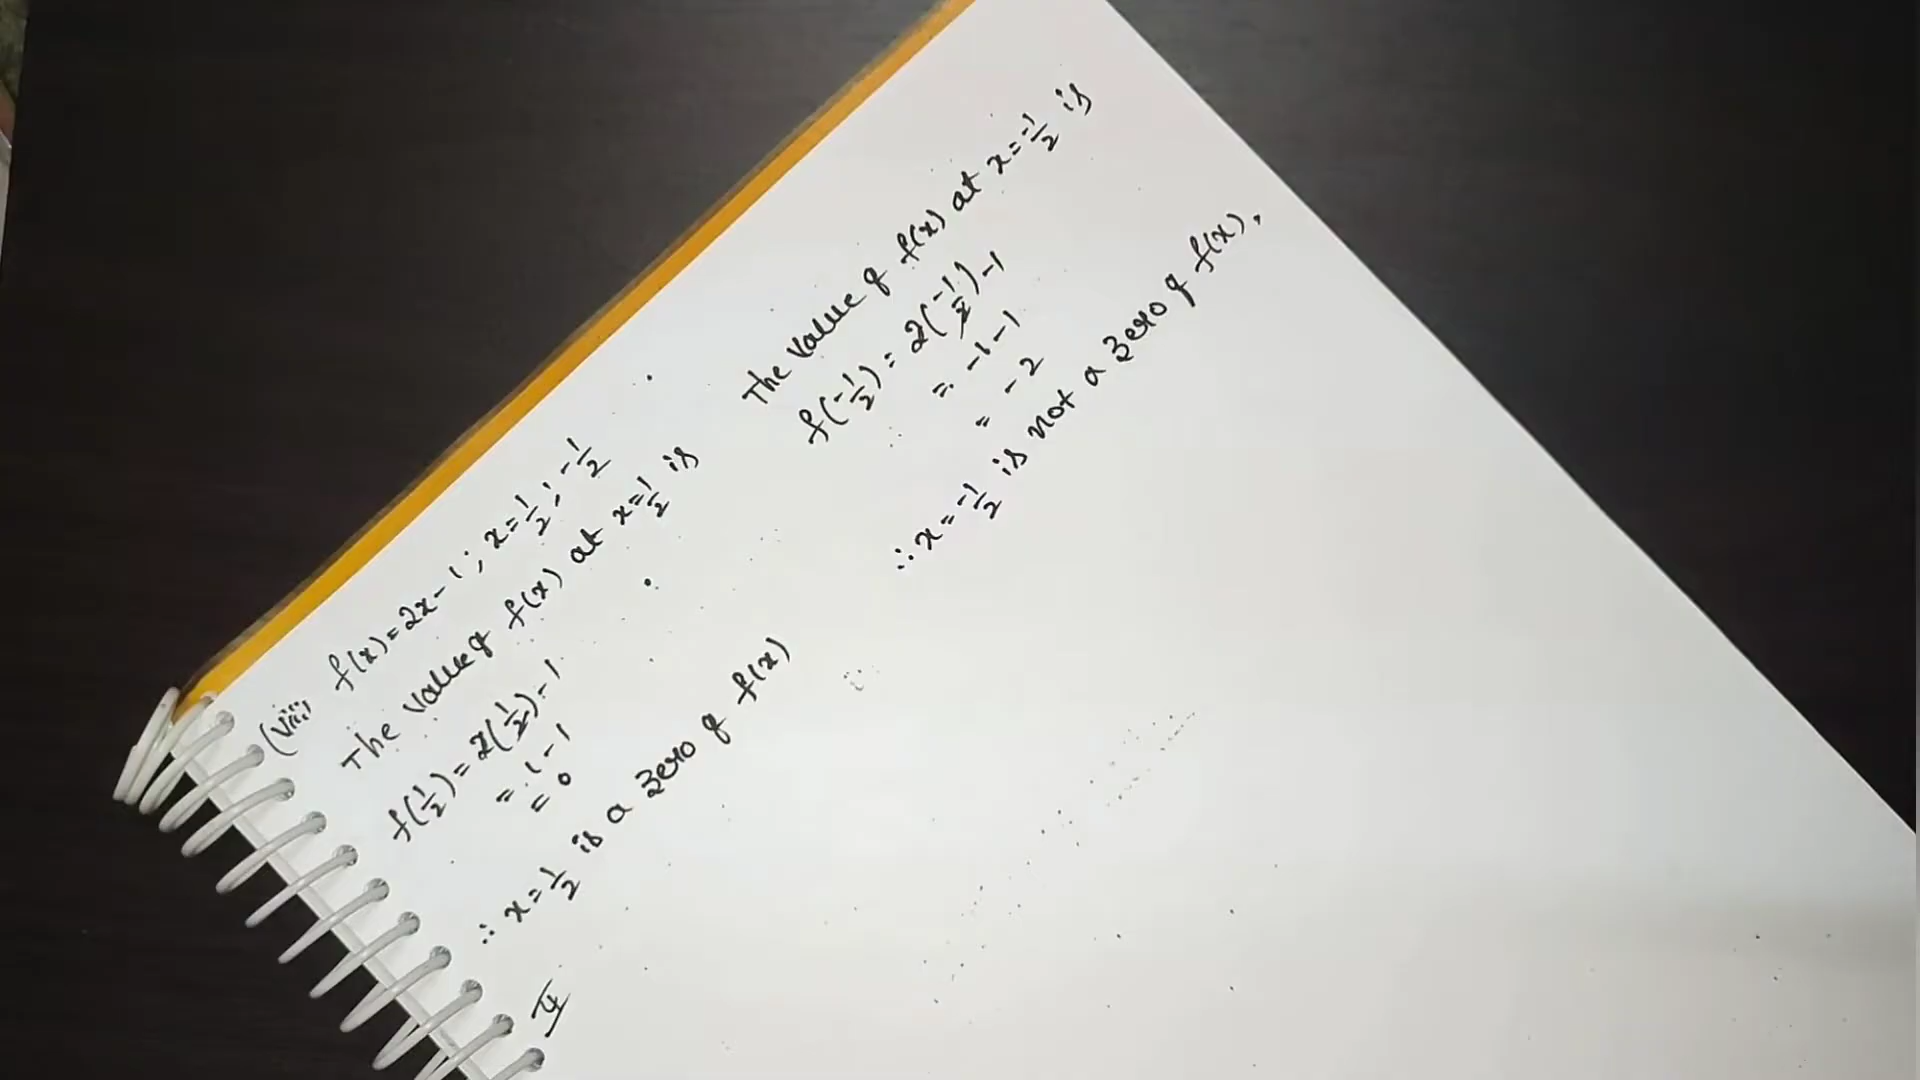 (viii) f(x) = 2x - 1 ; x = 1/2 , -1/2
The value of f(x) at x = 1/2 is
f(1/2) = 2(1/2) - 1
= 1 - 1
= 0
∴ x = 1/2 is a zero of f(x)
The value of f(x) at x = -1/2 is
f(-1/2) = 2(-1/2) - 1
= -1 - 1
= -2
∴ x = -1/2 is not a zero of f(x).